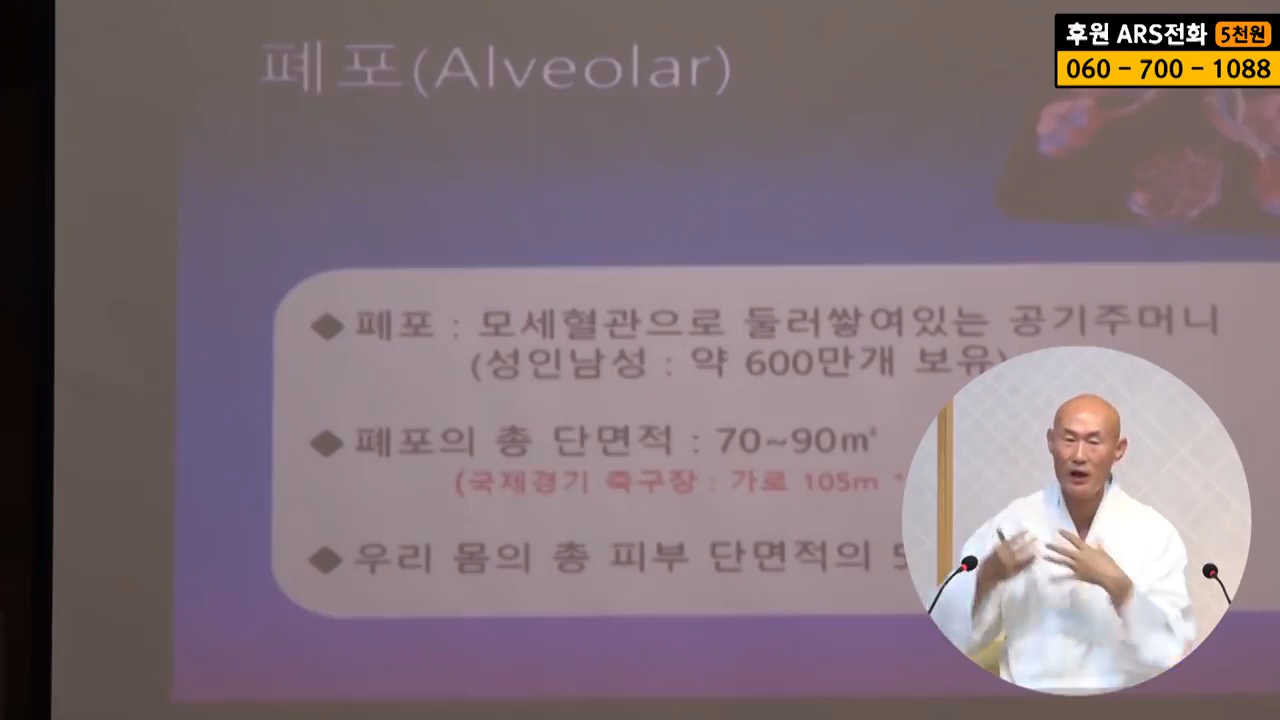 후원 ARS전화 5천원
060-700-1088
폐포(Alveolar)
◆폐포 : 모세혈관으로 둘러쌓여있는 공기주머니
(성인남성 : 약 600만개 보유)
◆폐포의 총 단면적 : 70~90㎡
(국제경기 축구장 : 가로 105m *
◆우리 몸의 총 피부 단면적의